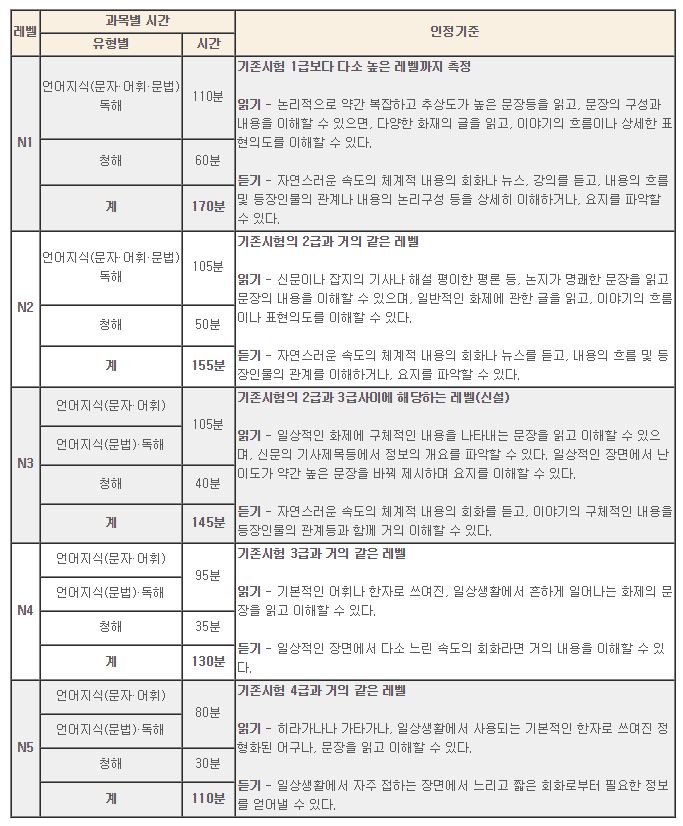 레벨
과목별 시간
인정기준
유형별
시간
N1
언어지식(문자·어휘·문법)
독해
110분
청해
60분
계
170분
기존시험 1급보다 다소 높은 레벨까지 측정
읽기 - 논리적으로 약간 복잡하고 추상도가 높은 문장등을 읽고, 문장의 구성과
내용을 이해할 수 있으면, 다양한 화재의 글을 읽고, 이야기의 흐름이나 상세한 표
현의도를 이해할 수 있다.
듣기 - 자연스러운 속도의 체계적 내용의 회화나 뉴스, 강의를 듣고, 내용의 흐름
및 등장인물의 관계나 내용의 논리구성 등을 상세히 이해하거나, 요지를 파악할
수 있다.
N2
언어지식(문자·어휘·문법)
독해
105분
청해
50분
계
155분
기존시험의 2급과 거의 같은 레벨
읽기 - 신문이나 잡지의 기사나 해설 평이한 평론 등, 논지가 명쾌한 문장을 읽고
문장의 내용을 이해할 수 있으며, 일반적인 화제에 관한 글을 읽고, 이야기의 흐름
이나 표현의도를 이해할 수 있다.
듣기 - 자연스러운 속도의 체계적 내용의 회화나 뉴스를 듣고, 내용의 흐름 및 등
장인물의 관계를 이해하거나, 요지를 파악할 수 있다.
N3
언어지식(문자·어휘)
언어지식(문법)·독해
105분
청해
40분
계
145분
기존시험의 2급과 3급사이에 해당하는 레벨(신설)
읽기 - 일상적인 화제에 구체적인 내용을 나타내는 문장을 읽고 이해할 수 있으
며, 신문의 기사제목등에서 정보의 개요를 파악할 수 있다. 일상적인 장면에서 난
이도가 약간 높은 문장을 바꿔 제시하며 요지를 이해할 수 있다.
듣기 - 자연스러운 속도의 체계적 내용의 회화를 듣고, 이야기의 구체적인 내용을
등장인물의 관계등과 함께 거의 이해할 수 있다.
N4
언어지식(문자·어휘)
언어지식(문법)·독해
95분
청해
35분
계
130분
기존시험 3급과 거의 같은 레벨
읽기 - 기본적인 어휘나 한자로 쓰여진, 일상생활에서 흔하게 일어나는 화제의 문
장을 읽고 이해할 수 있다.
듣기 - 일상적인 장면에서 다소 느린 속도의 회화라면 거의 내용을 이해할 수 있
다.
N5
언어지식(문자·어휘)
언어지식(문법)·독해
80분
청해
30분
계
110분
기존시험 4급과 거의 같은 레벨
읽기 - 히라가나나 가타가나, 일상생활에서 사용되는 기본적인 한자로 쓰여진 정
형화된 어구나, 문장을 읽고 이해할 수 있다.
듣기 - 일상생활에서 자주 접하는 장면에서 느리고 짧은 회화로부터 필요한 정보
를 얻어낼 수 있다.